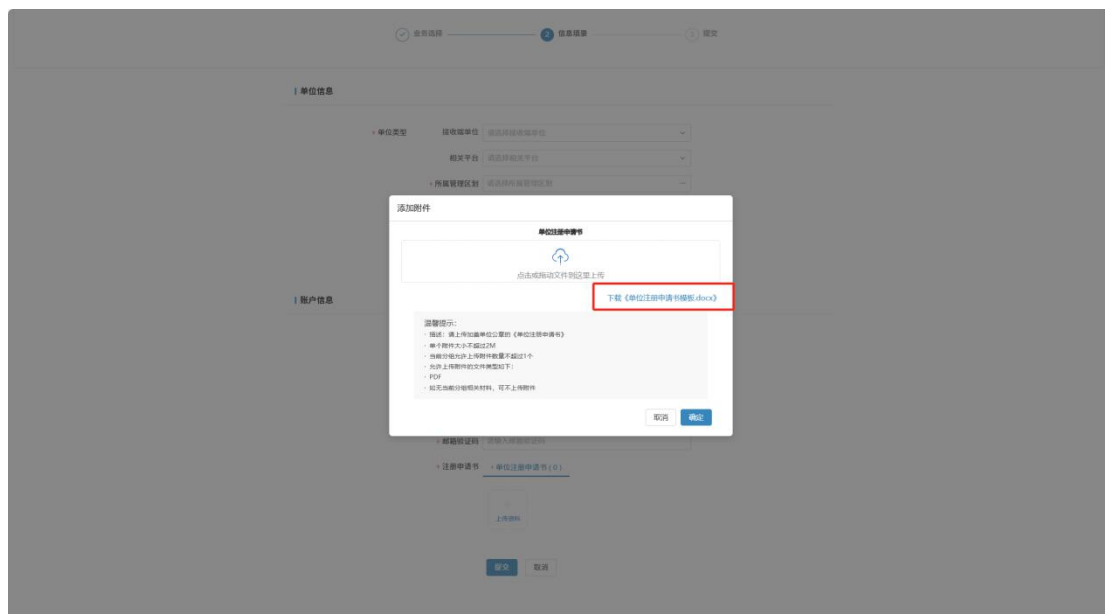 业务选择
2 信息填录
3 提交
单位信息
* 单位类型
接收端单位 请选择接收端单位
相关平台 请选择相关平台
* 所属管理区划 请选择所属管理区划
添加附件
单位注册申请书
点击或拖动文件到这里上传
下载《单位注册申请书模板.docx》
账户信息
温馨提示:
· 描述:请上传加盖单位公章的《单位注册申请书》
· 单个附件大小不超过2M
· 当前分组允许上传附件数量不超过1个
· 允许上传附件的文件类型如下:
· PDF
· 如无当前分组相关材料,可不上传附件
取消
确定
* 邮箱验证码 请输入邮箱验证码
* 注册申请书
* 单位注册申请书(0)
上传附件
提交
取消